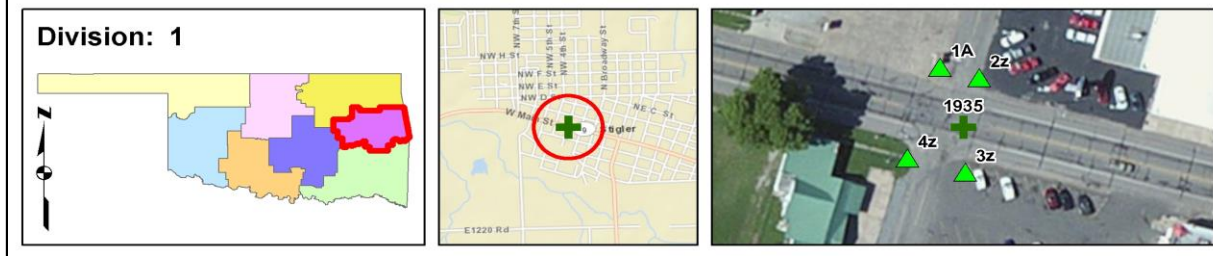 Division: 1
N
NW 7th St
NW 5th St
NW 4th St
N Broadway St
NW H St
NW F St
NW E St
NW D St
W Main St
NE C St
9
Stigler
E1220 Rd
1A
2z
1935
4z
3z